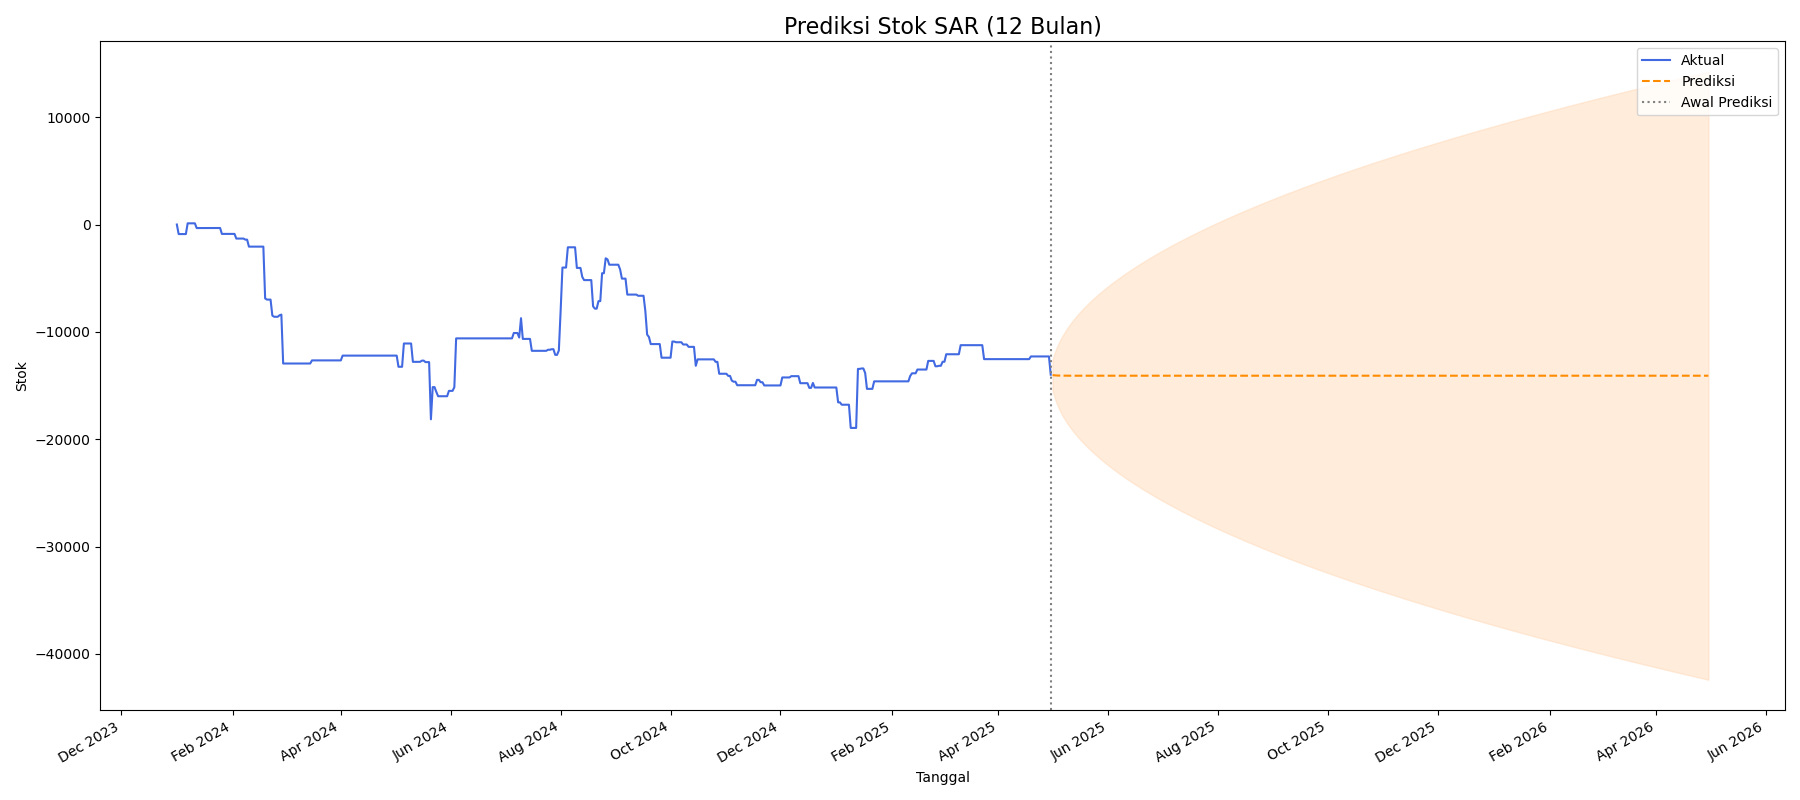 Prediksi Stok SAR (12 Bulan)
Aktual
Prediksi
Awal Prediksi
Stok
10000
0
−10000
−20000
−30000
−40000
Dec 2023
Feb 2024
Apr 2024
Jun 2024
Aug 2024
Oct 2024
Dec 2024
Feb 2025
Apr 2025
Jun 2025
Aug 2025
Oct 2025
Dec 2025
Feb 2026
Apr 2026
Jun 2026
Tanggal